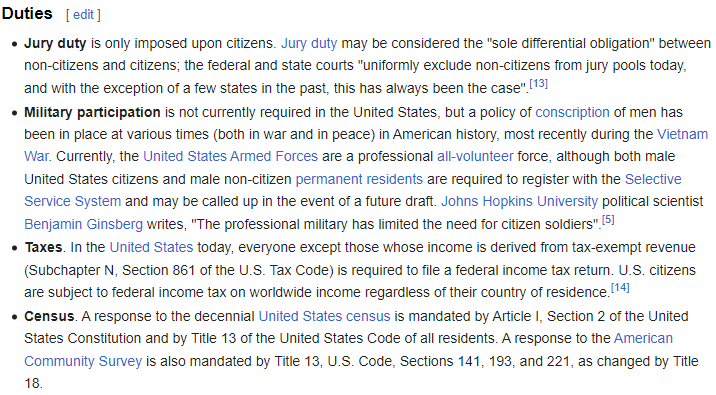 Duties [ edit ]
• Jury duty is only imposed upon citizens. Jury duty may be considered the "sole differential obligation" between
non-citizens and citizens; the federal and state courts "uniformly exclude non-citizens from jury pools today,
and with the exception of a few states in the past, this has always been the case".[13]
• Military participation is not currently required in the United States, but a policy of conscription of men has
been in place at various times (both in war and in peace) in American history, most recently during the Vietnam
War. Currently, the United States Armed Forces are a professional all-volunteer force, although both male
United States citizens and male non-citizen permanent residents are required to register with the Selective
Service System and may be called up in the event of a future draft. Johns Hopkins University political scientist
Benjamin Ginsberg writes, "The professional military has limited the need for citizen soldiers".[5]
• Taxes. In the United States today, everyone except those whose income is derived from tax-exempt revenue
(Subchapter N, Section 861 of the U.S. Tax Code) is required to file a federal income tax return. U.S. citizens
are subject to federal income tax on worldwide income regardless of their country of residence.[14]
• Census. A response to the decennial United States census is mandated by Article I, Section 2 of the United
States Constitution and by Title 13 of the United States Code of all residents. A response to the American
Community Survey is also mandated by Title 13, U.S. Code, Sections 141, 193, and 221, as changed by Title
18.